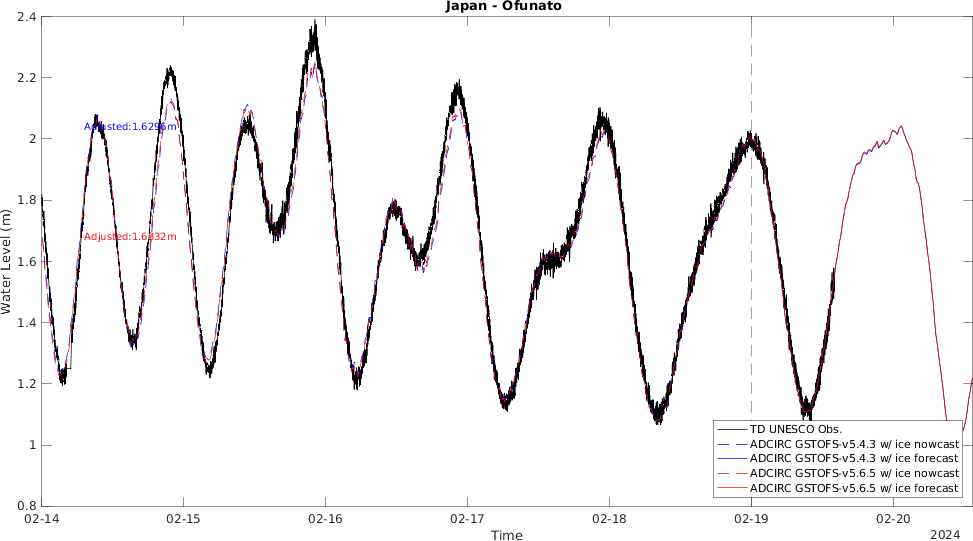 Japan - Ofunato
Water Level (m)
2.4
2.2
2
1.8
1.6
1.4
1.2
1
0.8
Adjusted:1.6296m
Adjusted:1.6332m
TD UNESCO Obs.
ADCIRC GSTOFS-v5.4.3 w/ ice nowcast
ADCIRC GSTOFS-v5.4.3 w/ ice forecast
ADCIRC GSTOFS-v5.6.5 w/ ice nowcast
ADCIRC GSTOFS-v5.6.5 w/ ice forecast
02-14 02-15 02-16 02-17 02-18 02-19 02-20
Time
2024